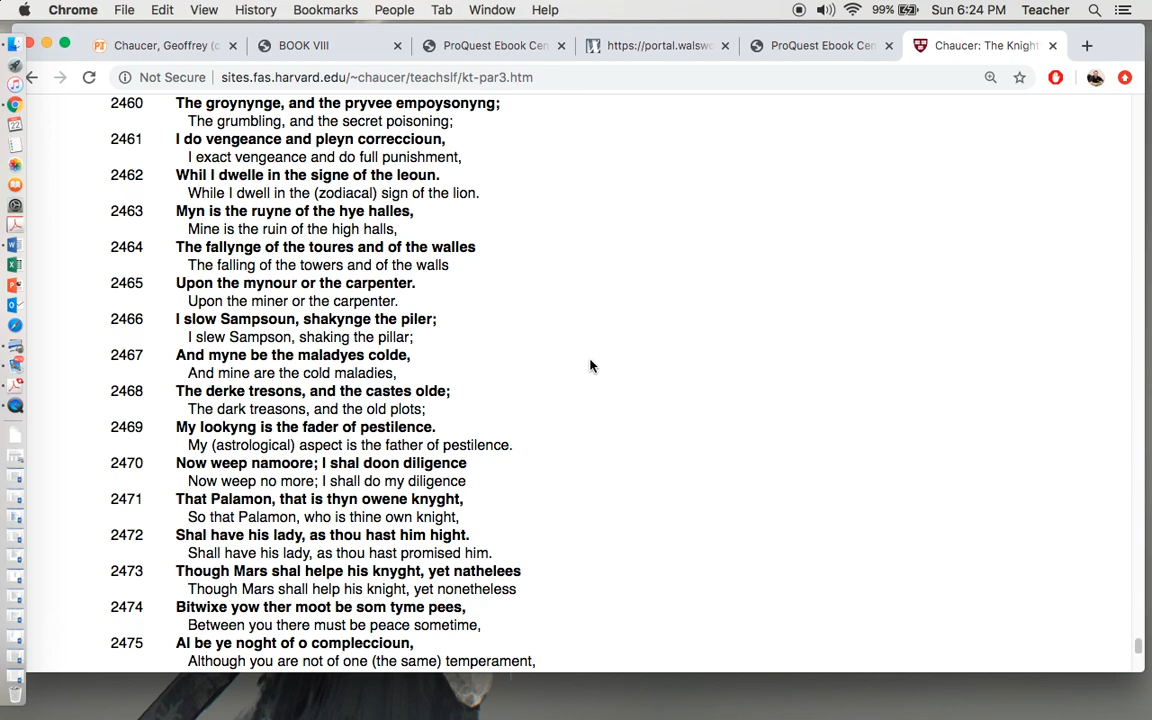 Chrome File Edit View History Bookmarks People Tab Window Help 99% Sun 6:24 PM Teacher
Chaucer, Geoffrey (c BOOK VIII ProQuest Ebook Cen https://portal.walsw ProQuest Ebook Cen Chaucer: The Knigh
Not Secure sites.fas.harvard.edu/~chaucer/teachslf/kt-par3.htm
2460 The groynynge, and the pryvee empoysonyng;
The grumbling, and the secret poisoning;
2461 I do vengeance and pleyn correccioun,
I exact vengeance and do full punishment,
2462 Whil I dwelle in the signe of the leoun.
While I dwell in the (zodiacal) sign of the lion.
2463 Myn is the ruyne of the hye halles,
Mine is the ruin of the high halls,
2464 The fallynge of the toures and of the walles
The falling of the towers and of the walls
2465 Upon the mynour or the carpenter.
Upon the miner or the carpenter.
2466 I slow Sampsoun, shakynge the piler;
I slew Sampson, shaking the pillar;
2467 And myne be the maladyes colde,
And mine are the cold maladies,
2468 The derke tresons, and the castes olde;
The dark treasons, and the old plots;
2469 My lookyng is the fader of pestilence.
My (astrological) aspect is the father of pestilence.
2470 Now weep namoore; I shal doon diligence
Now weep no more; I shall do my diligence
2471 That Palamon, that is thyn owene knyght,
So that Palamon, who is thine own knight,
2472 Shal have his lady, as thou hast him hight.
Shall have his lady, as thou hast promised him.
2473 Though Mars shal helpe his knyght, yet nathelees
Though Mars shall help his knight, yet nonetheless
2474 Bitwixe yow ther moot be som tyme pees,
Between you there must be peace sometime,
2475 Al be ye noght of o compleccioun,
Although you are not of one (the same) temperament,